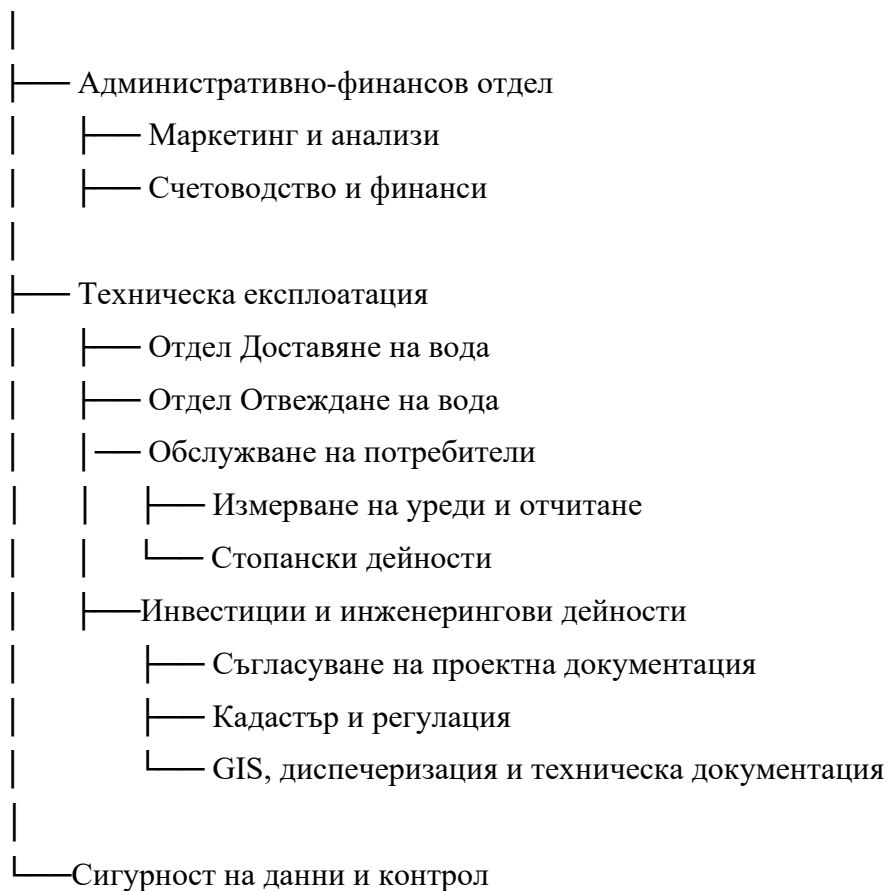 Административно-финансов отдел
Маркетинг и анализи
Счетоводство и финанси
Техническа експлоатация
Отдел Доставяне на вода
Отдел Отвеждане на вода
Обслужване на потребители
Измерване на уреди и отчитане
Стопански дейности
Инвестиции и инженерингови дейности
Съгласуване на проектна документация
Кадастър и регулация
GIS, диспечеризация и техническа документация
Сигурност на данни и контрол